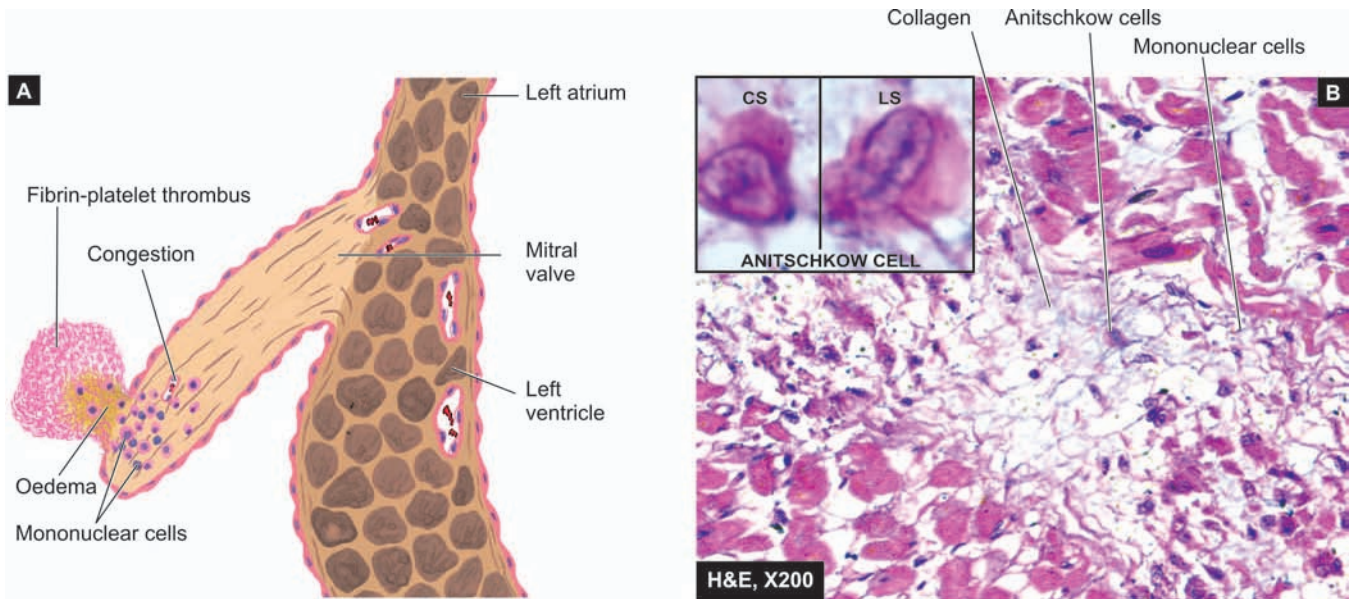 A
Left atrium
Fibrin-platelet thrombus
Congestion
Mitral
valve
Left
ventricle
Oedema
Mononuclear cells
Collagen
Anitschkow cells
Mononuclear cells
B
CS
LS
ANITSCHKOW CELL
H&E, X200